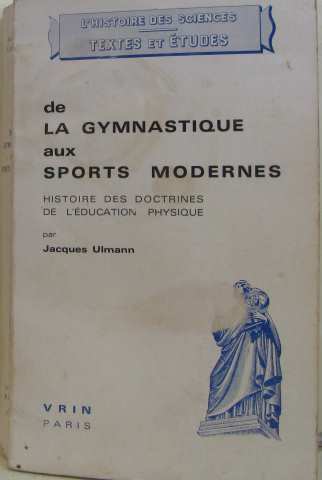 L'HISTOIRE DES SCIENCES
TEXTES ET ÉTUDES
de
LA GYMNASTIQUE
aux
SPORTS MODERNES
HISTOIRE DES DOCTRINES
DE L'ÉDUCATION PHYSIQUE
par
Jacques Ulmann
VRIN
PARIS